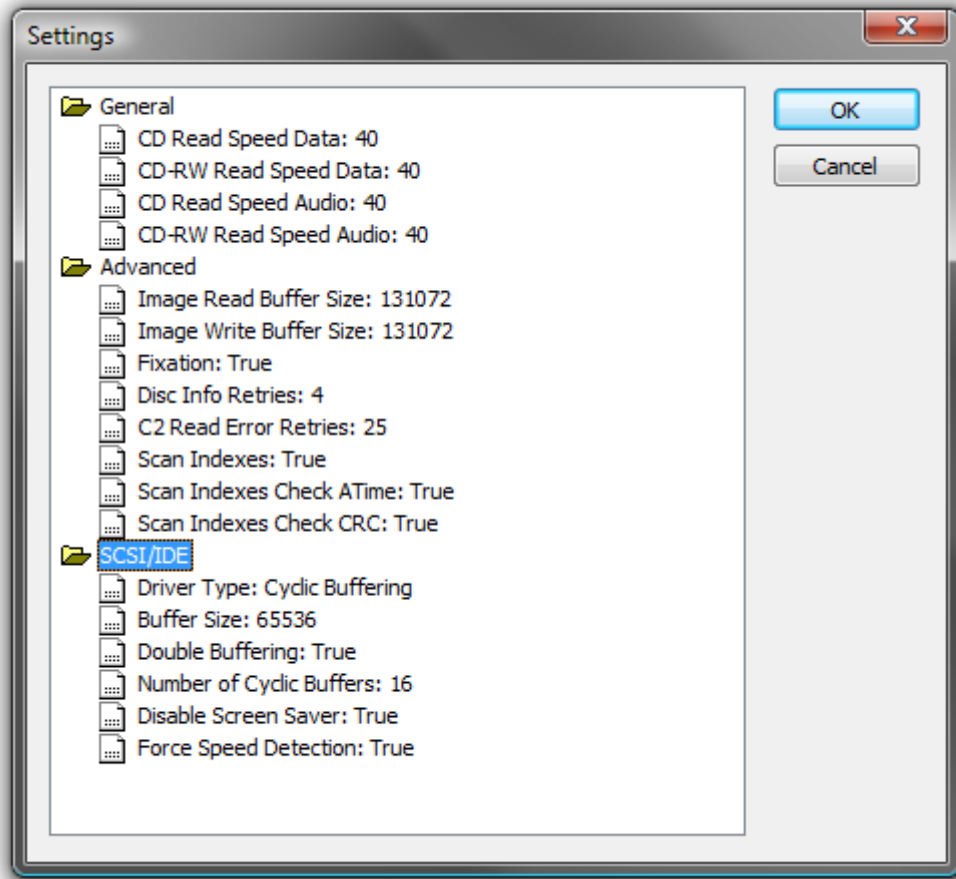 Settings
General
CD Read Speed Data: 40
CD-RW Read Speed Data: 40
CD Read Speed Audio: 40
CD-RW Read Speed Audio: 40
Advanced
Image Read Buffer Size: 131072
Image Write Buffer Size: 131072
Fixation: True
Disc Info Retries: 4
C2 Read Error Retries: 25
Scan Indexes: True
Scan Indexes Check ATime: True
Scan Indexes Check CRC: True
SCSI/IDE
Driver Type: Cyclic Buffering
Buffer Size: 65536
Double Buffering: True
Number of Cyclic Buffers: 16
Disable Screen Saver: True
Force Speed Detection: True
OK
Cancel